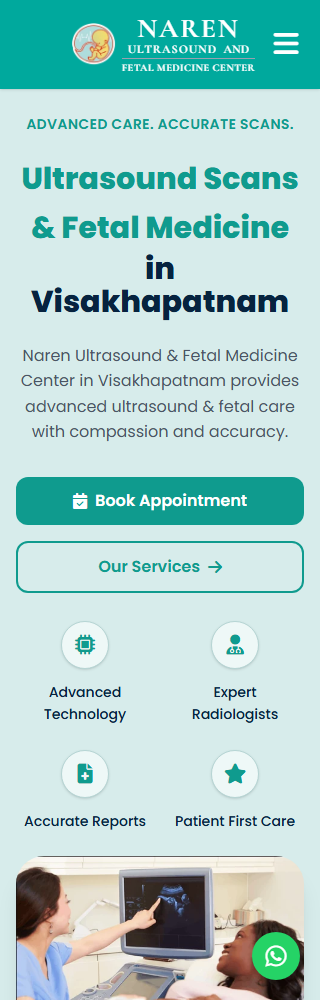 NAREN
ULTRASOUND AND
FETAL MEDICINE CENTER
ADVANCED CARE. ACCURATE SCANS.
Ultrasound Scans
& Fetal Medicine
in
Visakhapatnam
Naren Ultrasound & Fetal Medicine
Center in Visakhapatnam provides
advanced ultrasound & fetal care
with compassion and accuracy.
Book Appointment
Our Services →
Advanced
Technology
Expert
Radiologists
Accurate Reports
Patient First Care